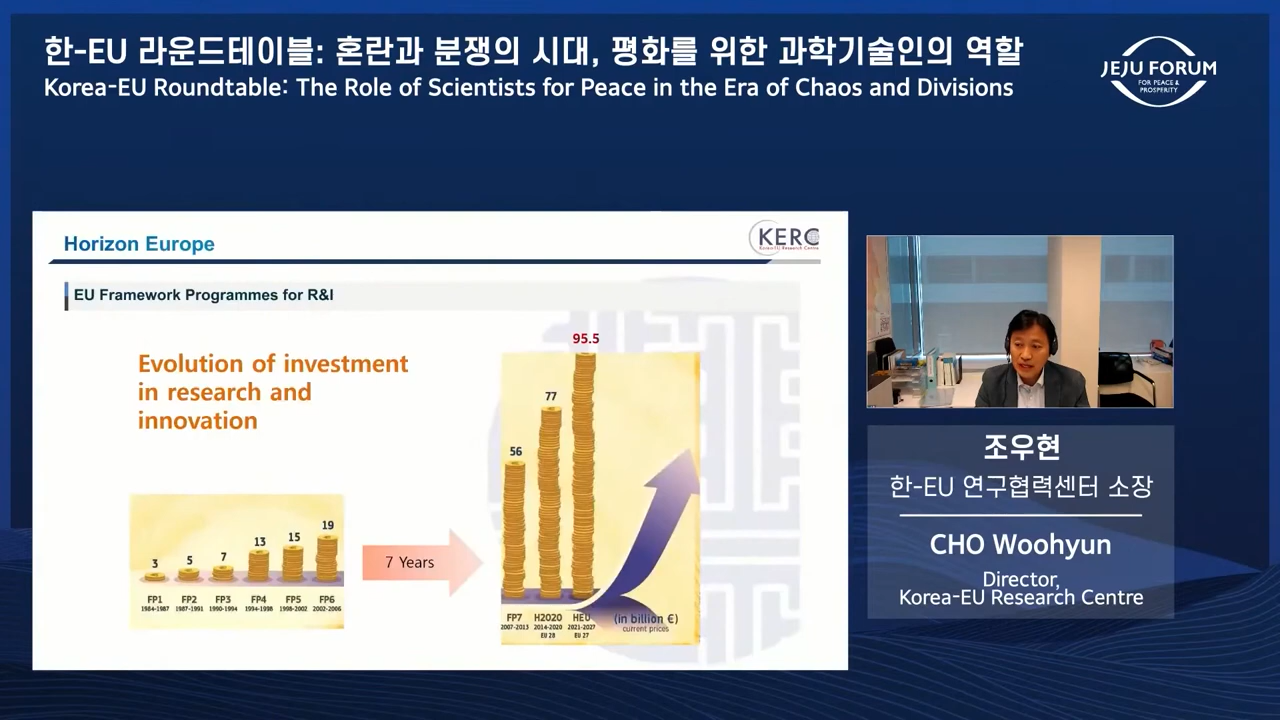 한-EU 라운드테이블: 혼란과 분쟁의 시대, 평화를 위한 과학기술인의 역할
Korea-EU Roundtable: The Role of Scientists for Peace in the Era of Chaos and Divisions
JEJU FORUM
FOR PEACE &
PROSPERITY
Horizon Europe
KERC
Korea-EU Research Centre
EU Framework Programmes for R&I
Evolution of investment
in research and
innovation
3
5
7
13
15
19
FP1
FP2
FP3
FP4
FP5
FP6
1984-1987
1987-1991
1990-1994
1994-1998
1998-2002
2002-2006
7 Years
56
77
95.5
FP7
H2020
HEU
(in billion €)
2007-2013
2014-2020
2021-2027
current prices
EU 28
EU 27
조우현
한-EU 연구협력센터 소장
CHO Woohyun
Director,
Korea-EU Research Centre